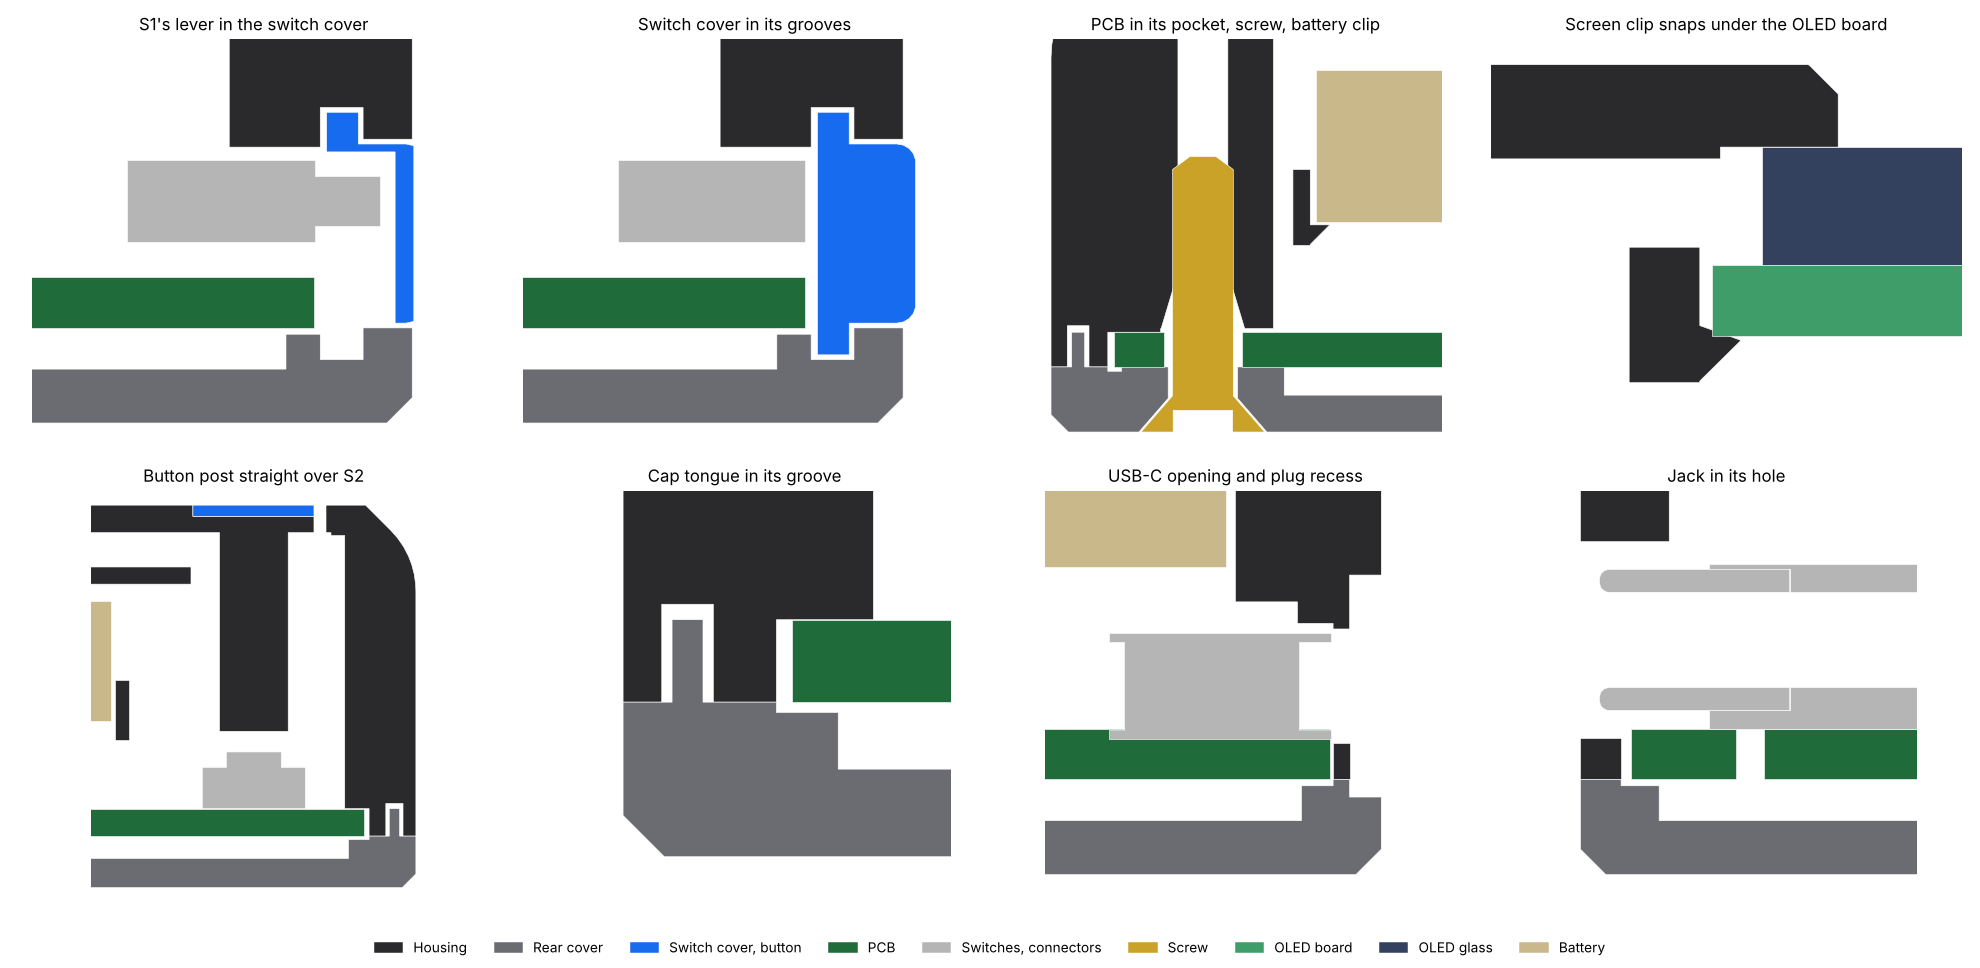 S1's lever in the switch cover
Switch cover in its grooves
PCB in its pocket, screw, battery clip
Screen clip snaps under the OLED board
Button post straight over S2
Cap tongue in its groove
USB-C opening and plug recess
Jack in its hole
Housing
Rear cover
Switch cover, button
PCB
Switches, connectors
Screw
OLED board
OLED glass
Battery